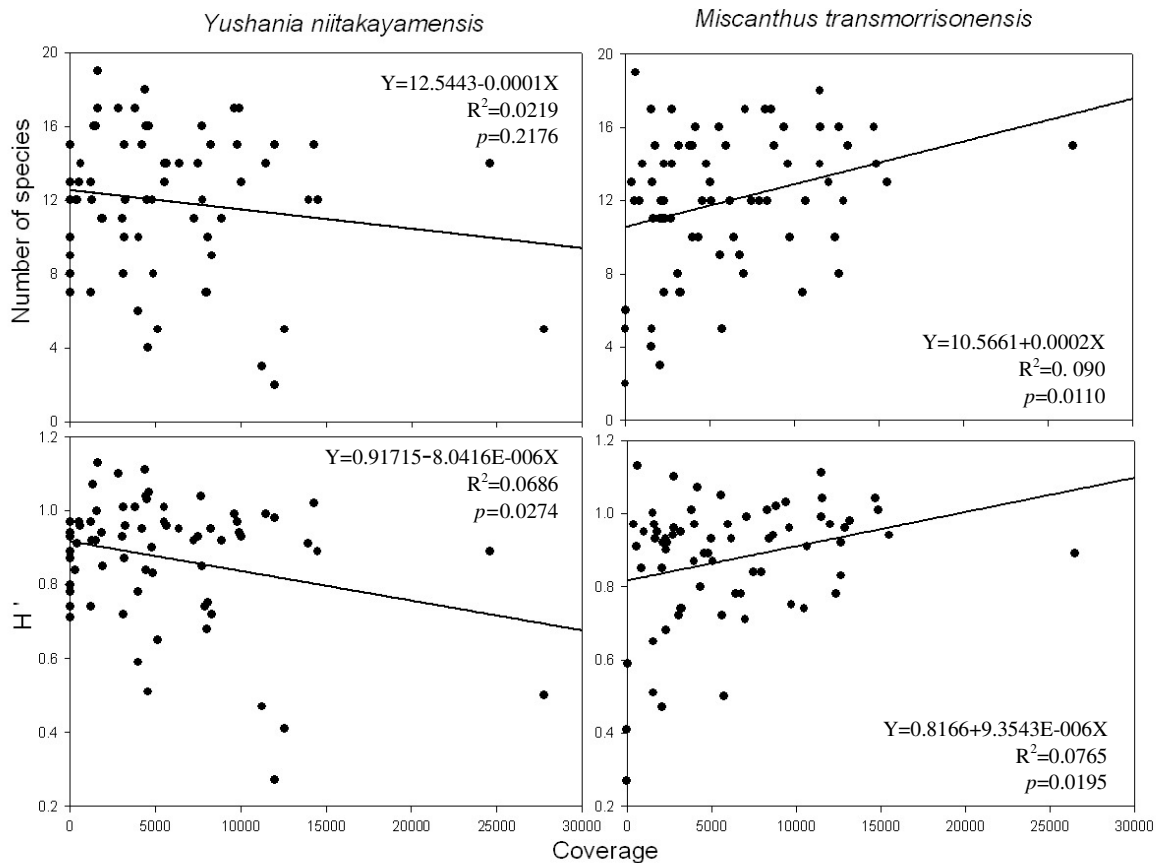 Yushania niitakayamensis
Miscanthus transmorrisonensis
Number of species
20
16
12
8
4
0
Y=12.5443-0.0001X
R²=0.0219
p=0.2176
20
16
12
8
4
0
Y=10.5661+0.0002X
R²=0. 090
p=0.0110
H'
1.2
1.0
0.8
0.6
0.4
0.2
Y=0.91715-8.0416E-006X
R²=0.0686
p=0.0274
0 5000 10000 15000 20000 25000 30000
1.2
1.0
0.8
0.6
0.4
0.2
Y=0.8166+9.3543E-006X
R²=0.0765
p=0.0195
0 5000 10000 15000 20000 25000 30000
Coverage